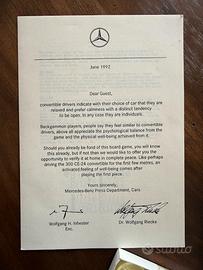 June 1992
Dear Guest,
convertible drivers indicate with their choice of car that they are
relaxed and prefer calmness with a distinct tendency
to be open. In any case they are individuals.
Backgammon players, people say they feel similar to convertible
drivers, above all appreciate the psychological balance from the
game and the physical well-being achieved from it.
Should you already be fond of this board game, you will know
this already, but if not then we would like to offer you the
opportunity to verify it at home in complete peace. Like perhaps
driving the 300 CE-24 convertible for the first few metres, an
activated feeling of well-being comes after
playing the first piece.
Yours Sincerely,
Mercedes-Benz Press Department, Cars
Wolfgang H. Inhester
Dr. Wolfgang Riecke
Enc.
subito